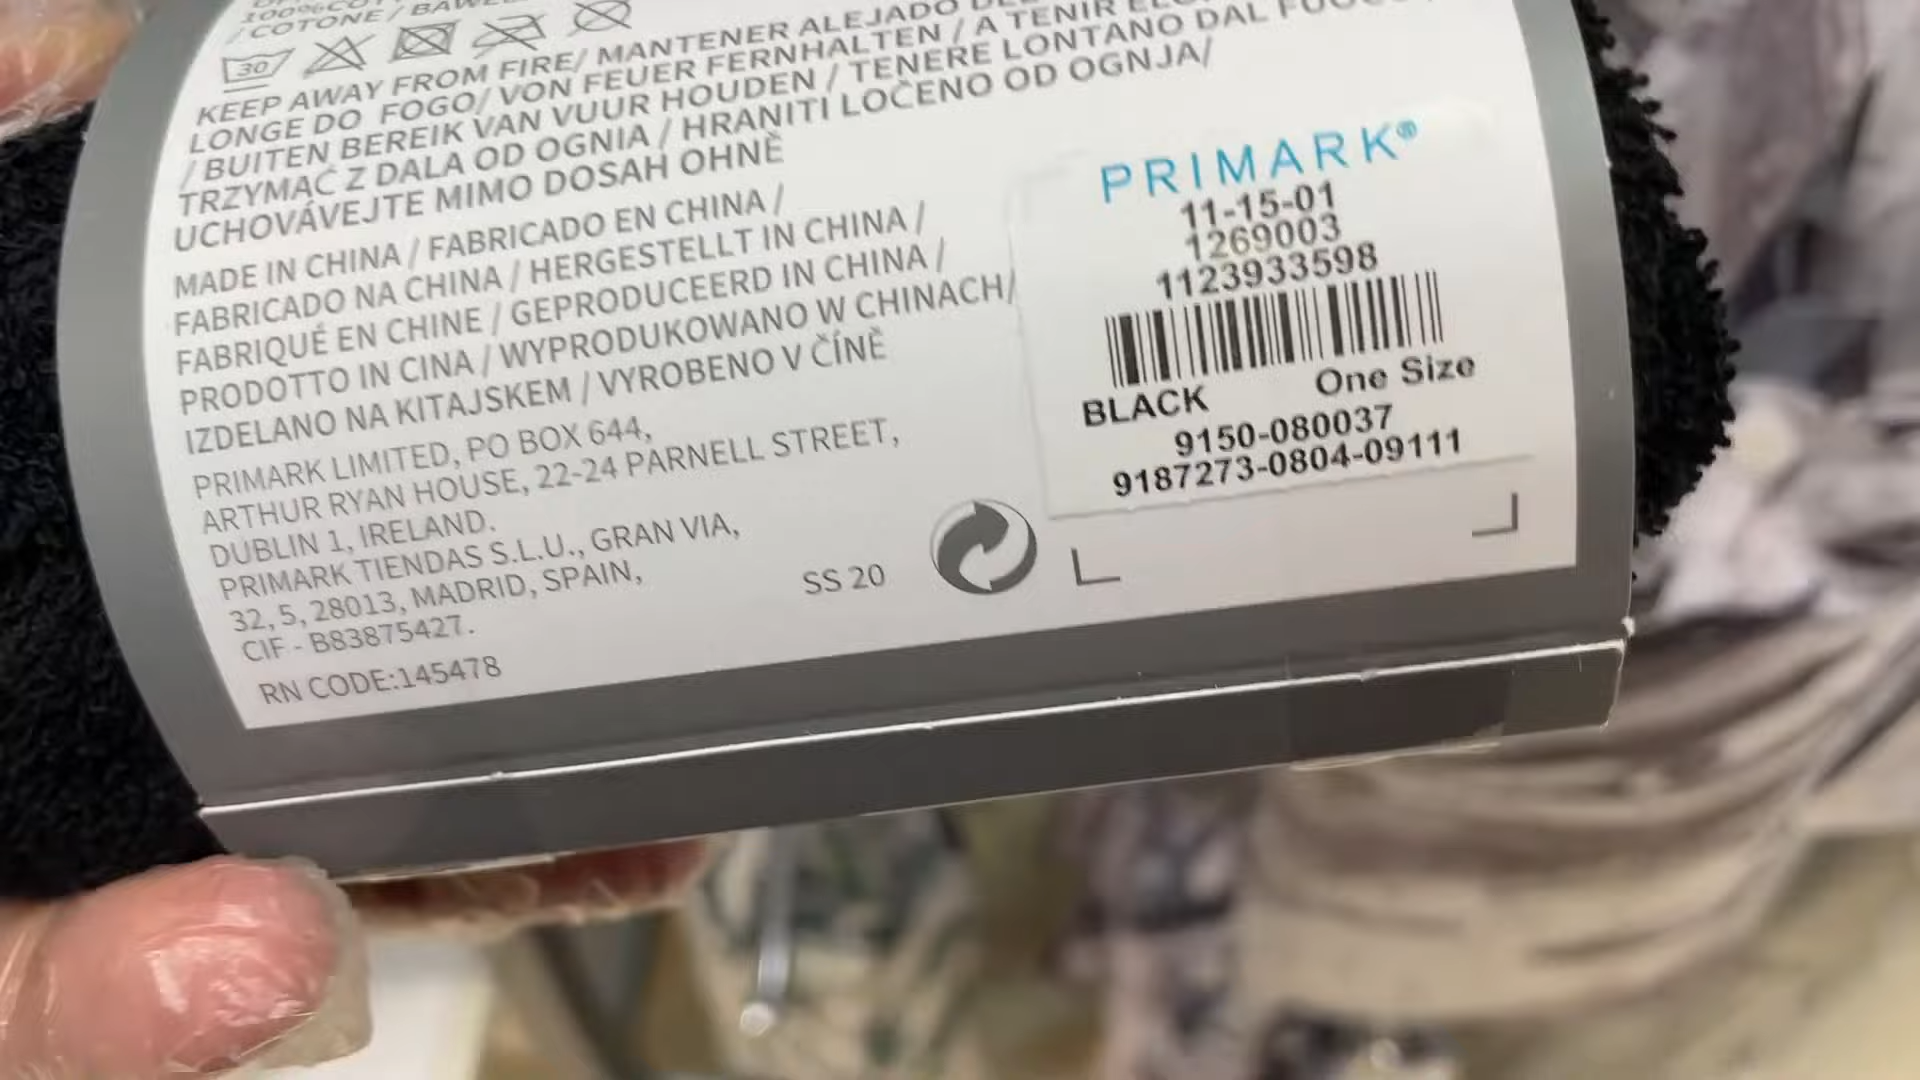 100% COT
/ COTONE / BAW
30
KEEP AWAY FROM FIRE/ MANTENER ALEJADO
LONGE DO FOGO/ VON FEUER FERNHALTEN / A TENIR
/ BUITEN BEREIK VAN VUUR HOUDEN / TENERE LONTANO DAL
TRZYMAĆ Z DALA OD OGNIA / HRANITI LOČENO OD OGNJA/
UCHOVÁVEJTE MIMO DOSAH OHNĚ
MADE IN CHINA / FABRICADO EN CHINA /
FABRICADO NA CHINA / HERGESTELLT IN CHINA /
FABRIQUÉ EN CHINE / GEPRODUCEERD IN CHINA /
PRODOTTO IN CINA / WYPRODUKOWANO W CHINACH/
IZDELANO NA KITAJSKEM / VYROBENO V ČÍNĚ
PRIMARK LIMITED, PO BOX 644,
ARTHUR RYAN HOUSE, 22-24 PARNELL STREET,
DUBLIN 1, IRELAND.
PRIMARK TIENDAS S.L.U., GRAN VIA,
32, 5, 28013, MADRID, SPAIN,
CIF - B83875427.
RN CODE:145478
SS 20
PRIMARK®
11-15-01
1269003
1123933598
BLACK One Size
9150-080037
9187273-0804-09111